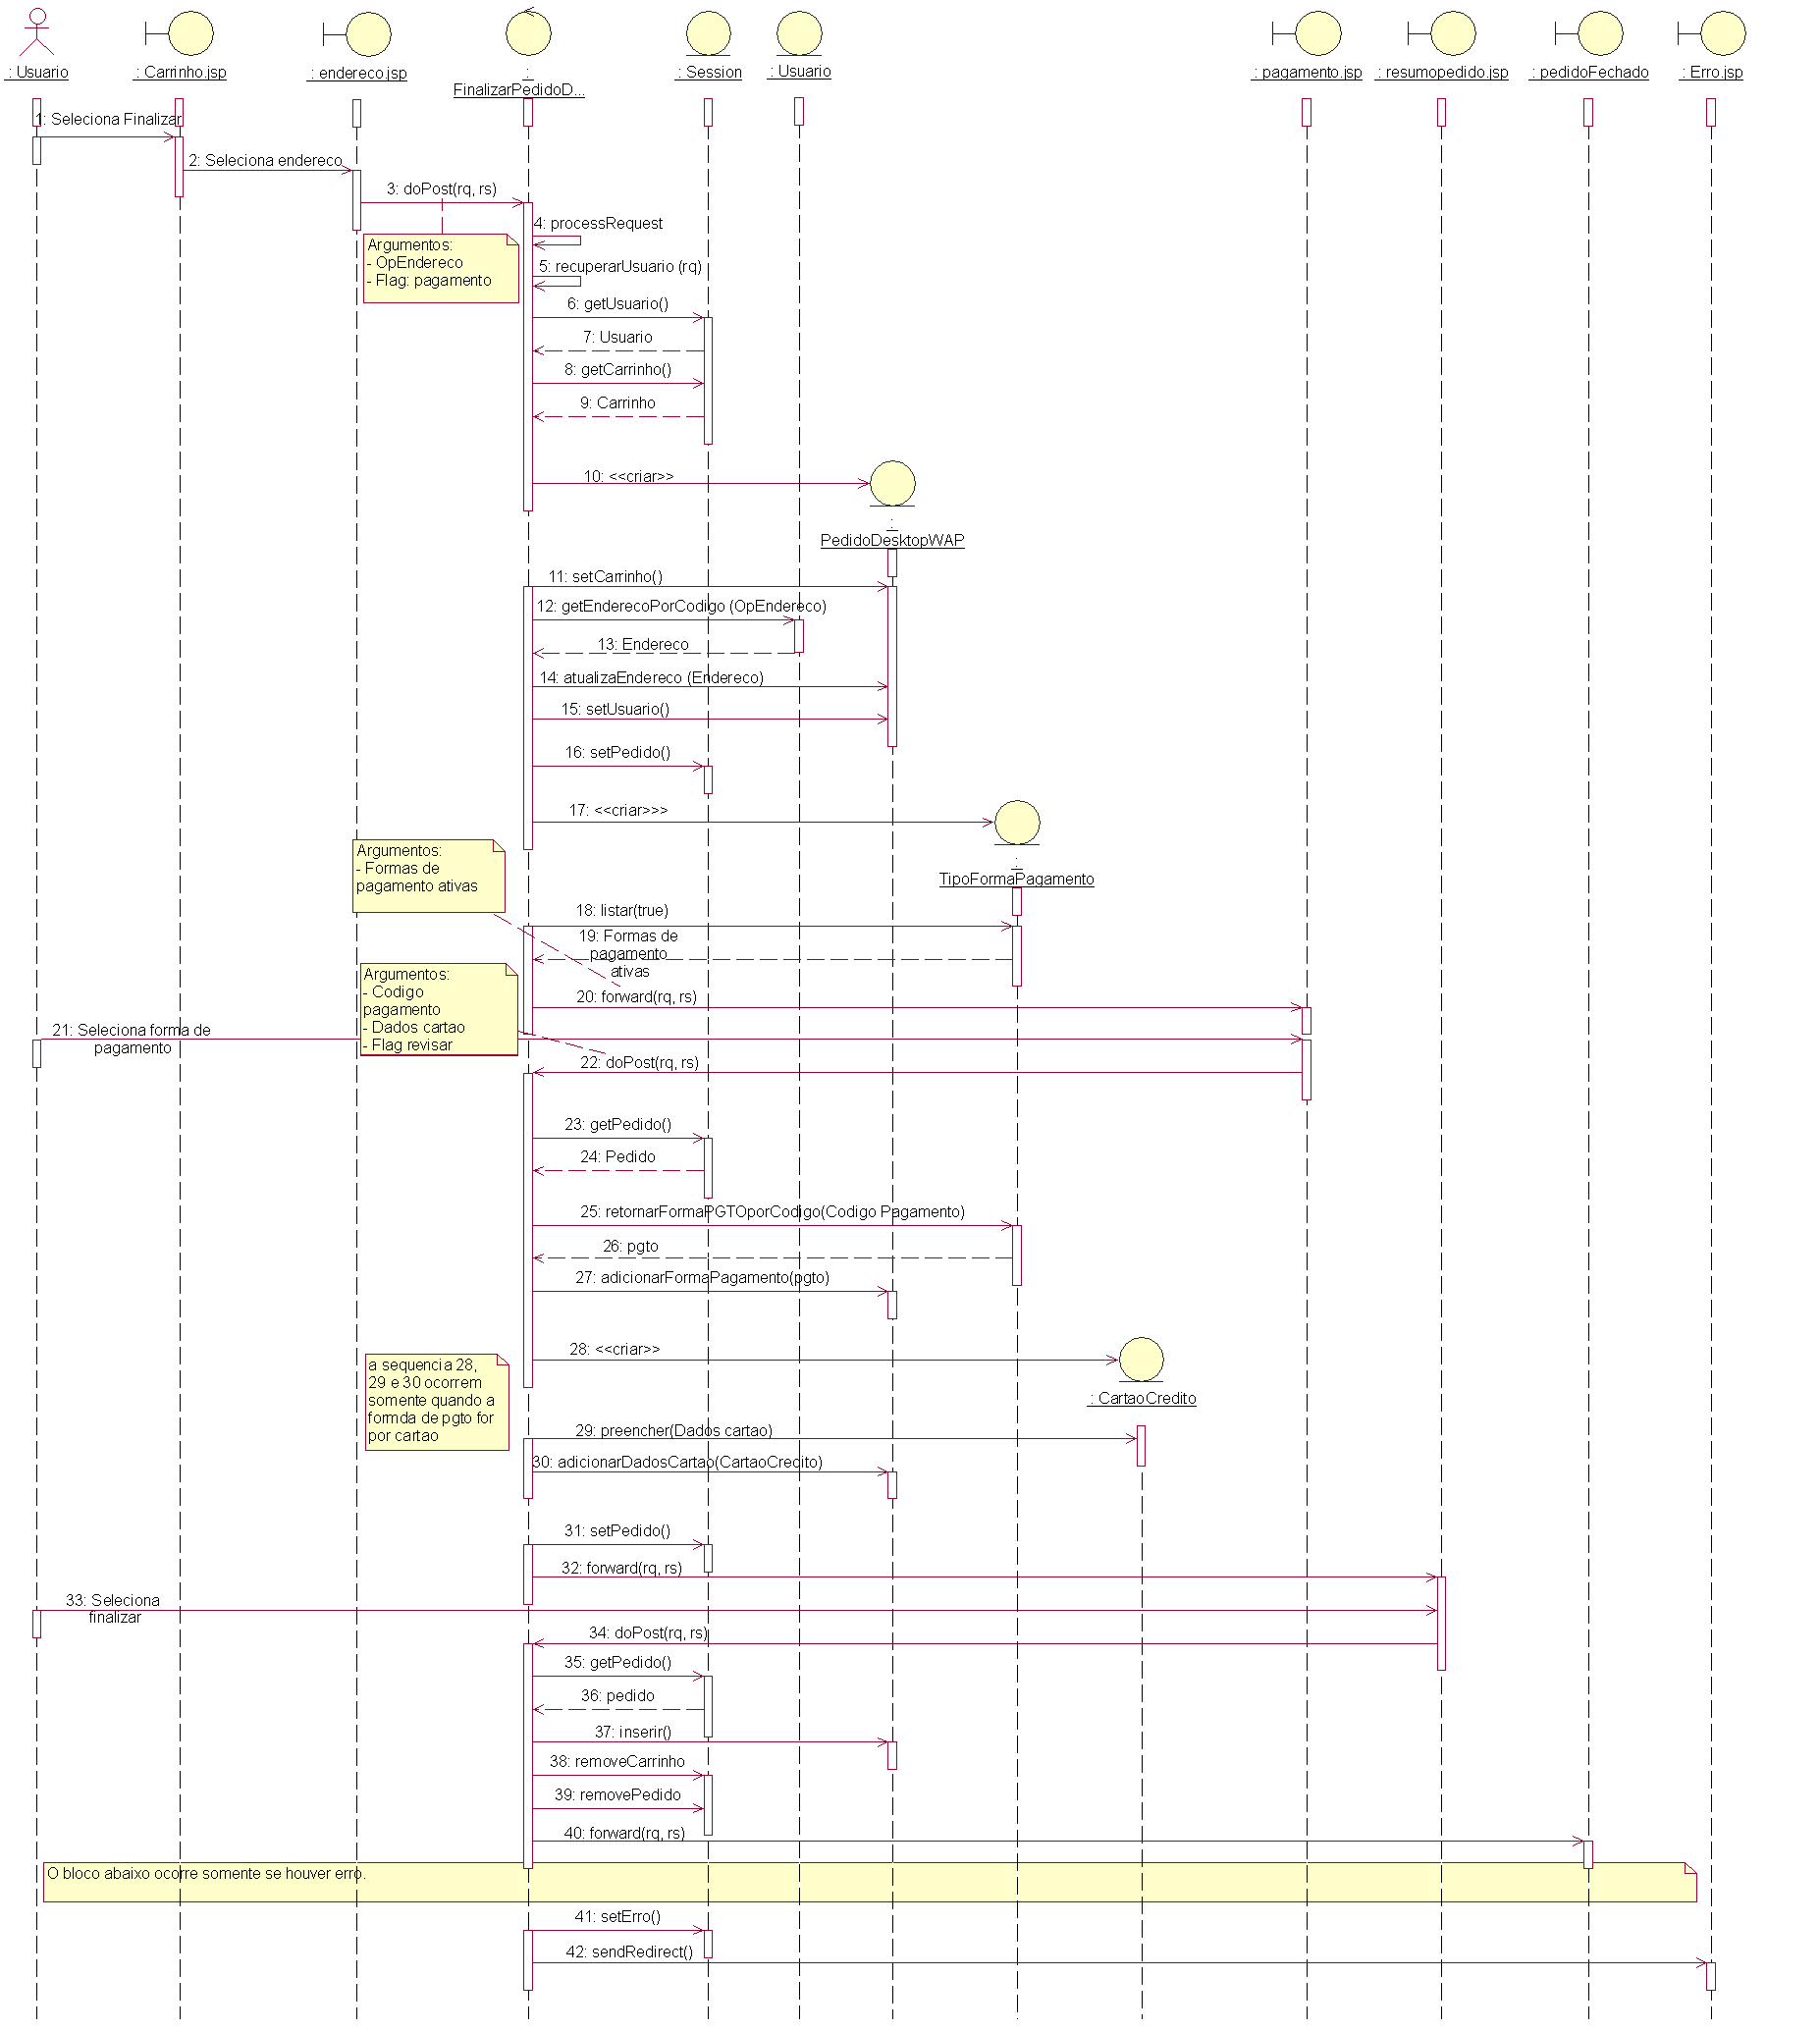 : Usuario
: Carrinho.jsp
: endereco.jsp
:
FinalizarPedidoD...
: Session
: Usuario
: pagamento.jsp
: resumopedido.jsp
: pedidoFechado
: Erro.jsp
1: Seleciona Finalizar
2: Seleciona endereco
3: doPost(rq, rs)
4: processRequest
Argumentos:
- OpEndereco
- Flag: pagamento
5: recuperarUsuario (rq)
6: getUsuario()
7: Usuario
8: getCarrinho()
9: Carrinho
10: <<criar>>
:
PedidoDesktopWAP
11: setCarrinho()
12: getEnderecoPorCodigo (OpEndereco)
13: Endereco
14: atualizaEndereco (Endereco)
15: setUsuario()
16: setPedido()
17: <<criar>>>
:
TipoFormaPagamento
Argumentos:
- Formas de
pagamento ativas
18: listar(true)
19: Formas de
pagamento
ativas
Argumentos:
- Codigo
pagamento
- Dados cartao
- Flag revisar
20: forward(rq, rs)
21: Seleciona forma de
pagamento
22: doPost(rq, rs)
23: getPedido()
24: Pedido
25: retornarFormaPGTOporCodigo(Codigo Pagamento)
26: pgto
27: adicionarFormaPagamento(pgto)
28: <<criar>>
: CartaoCredito
a sequencia 28,
29 e 30 ocorrem
somente quando a
formda de pgto for
por cartao
29: preencher(Dados cartao)
30: adicionarDadosCartao(CartaoCredito)
31: setPedido()
32: forward(rq, rs)
33: Seleciona
finalizar
34: doPost(rq, rs)
35: getPedido()
36: pedido
37: inserir()
38: removeCarrinho
39: removePedido
40: forward(rq, rs)
O bloco abaixo ocorre somente se houver erro.
41: setErro()
42: sendRedirect()